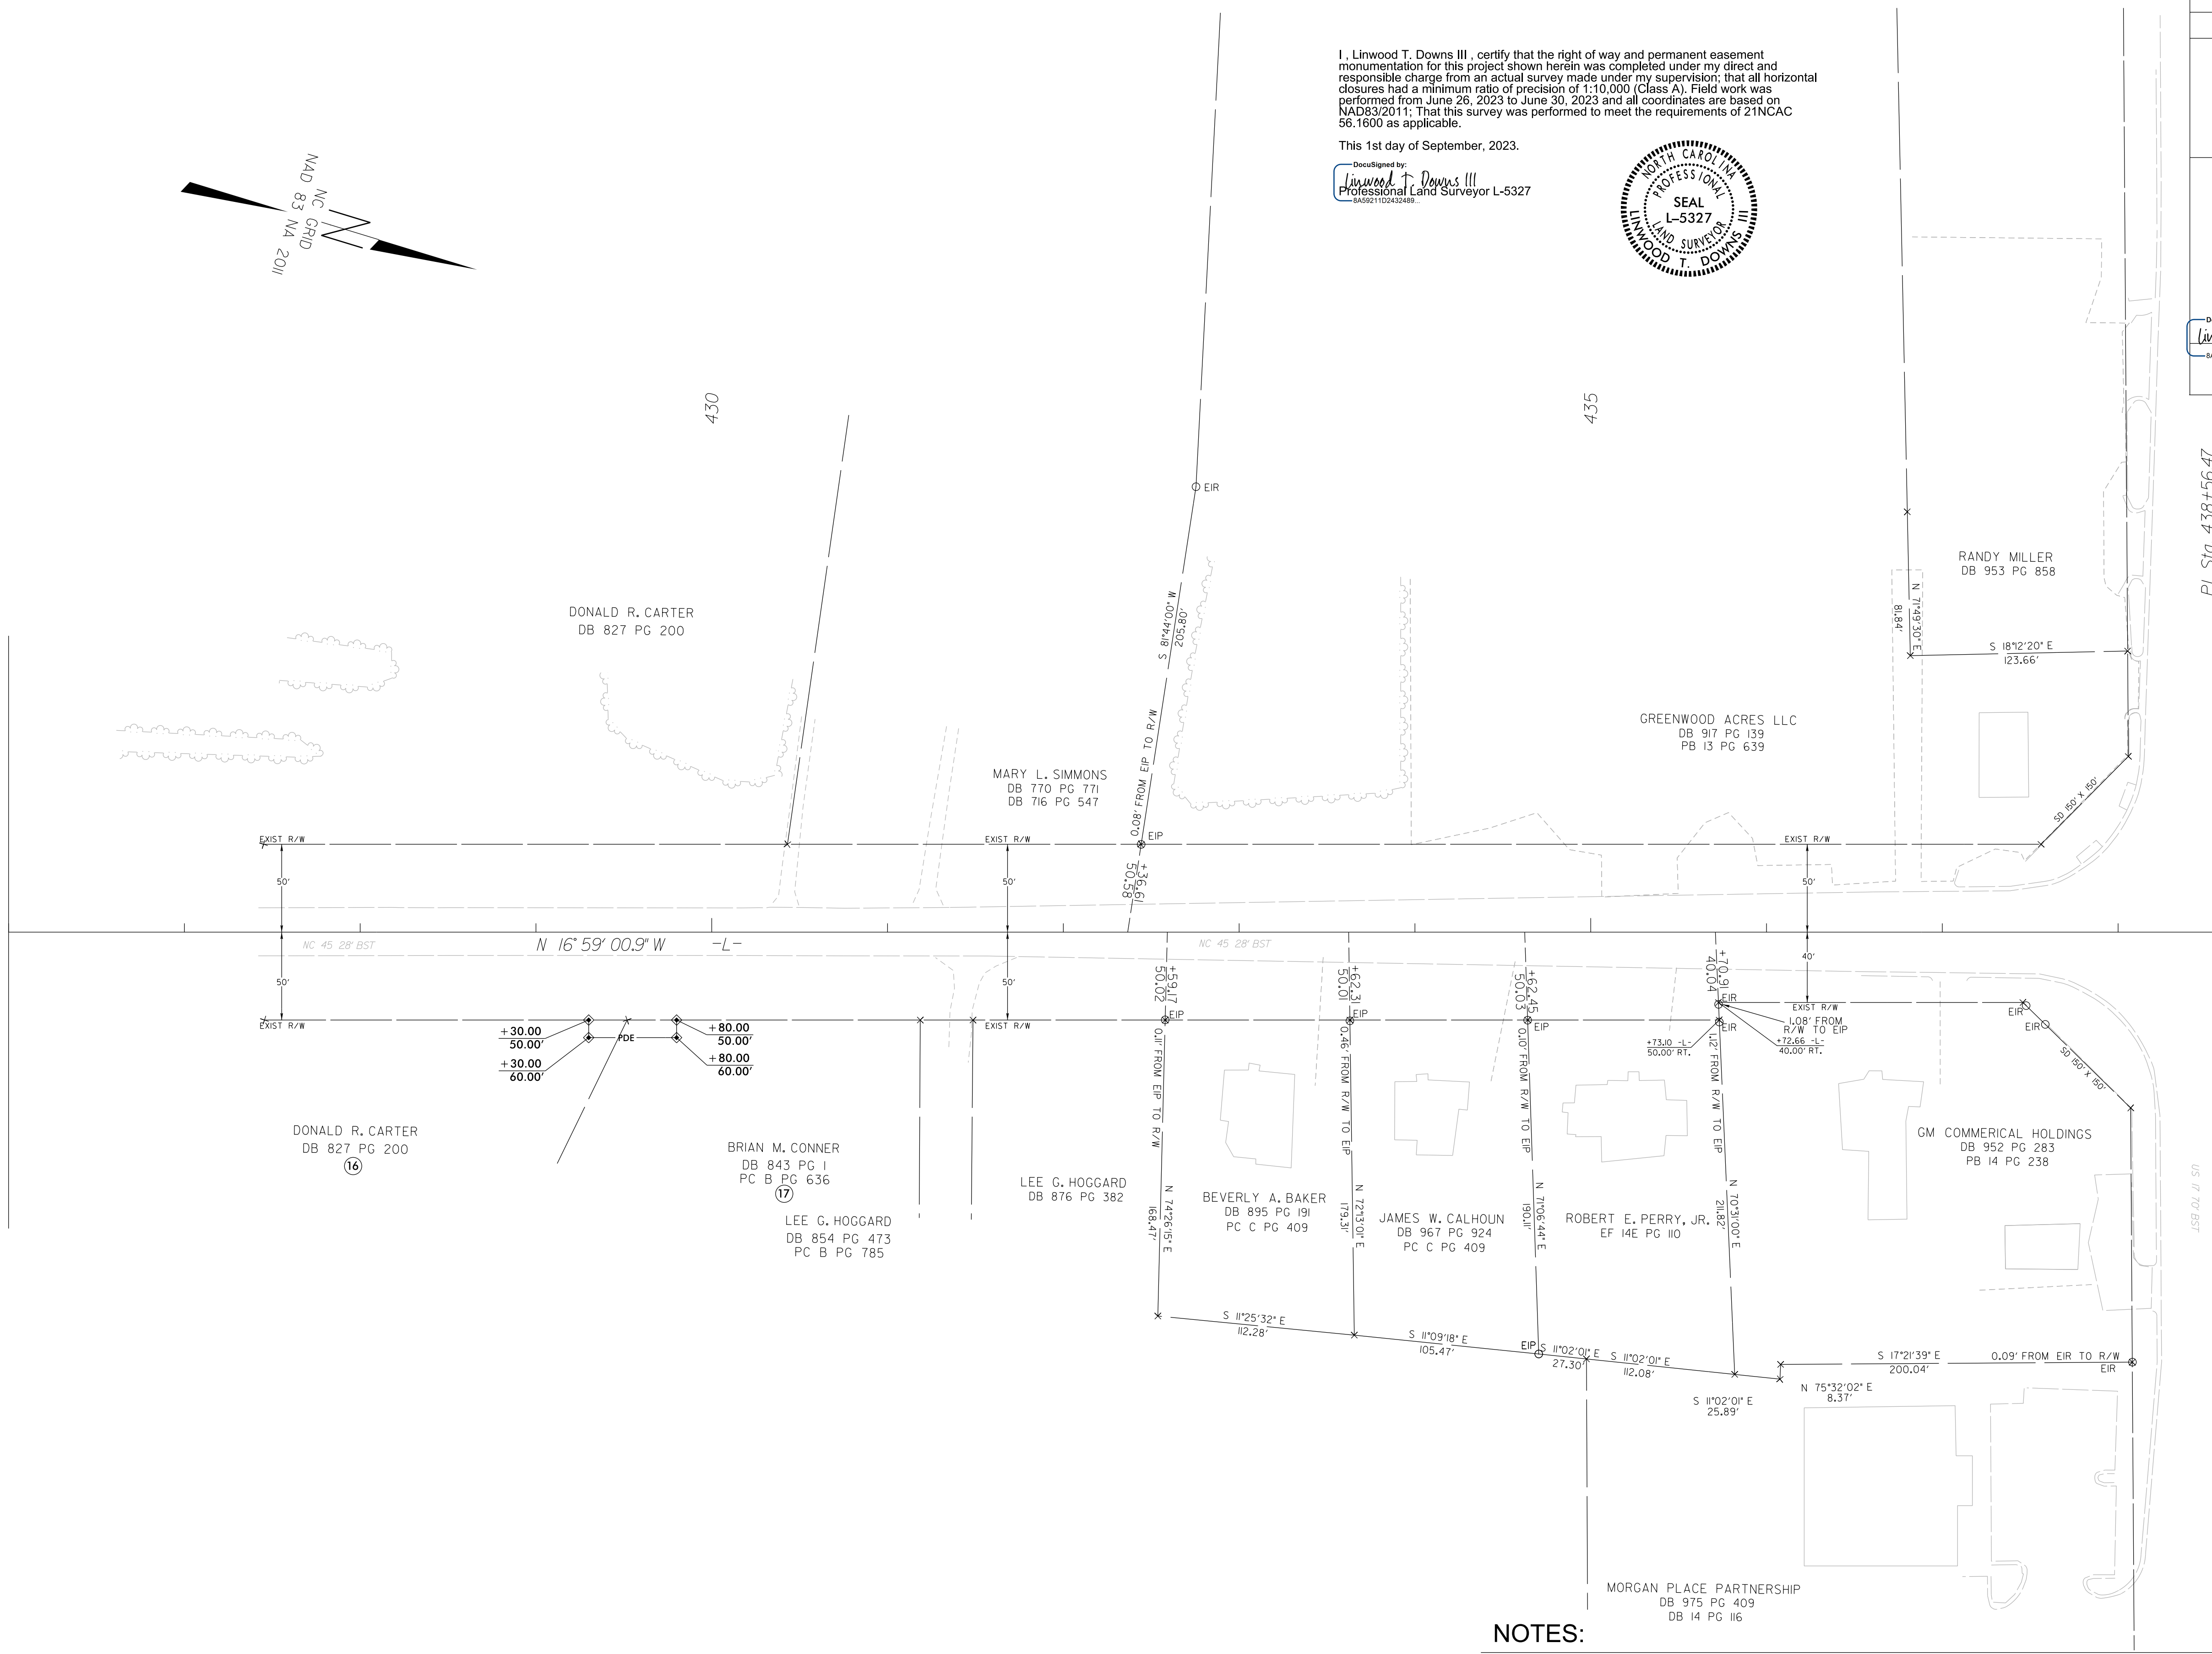 I , Linwood T. Downs III , certify that the right of way and permanent easement
monumentation for this project shown herein was completed under my direct and
responsible charge from an actual survey made under my supervision; that all horizontal
closures had a minimum ratio of precision of 1:10,000 (Class A). Field work was
performed from June 26, 2023 to June 30, 2023 and all coordinates are based on
NAD83/2011; That this survey was performed to meet the requirements of 21NCAC
56.1600 as applicable.
This 1st day of September, 2023.
DocuSigned by:
Linwood T. Downs III
Professional Land Surveyor L-5327
8A59211D2432489...
NORTH CAROLINA
PROFESSIONAL
SEAL
L-5327
LAND SURVEYOR
LINWOOD T. DOWNS III
NC GRID
NAD 83 NA 2011
430
435
PI Sta 438+56.47
EIR
RANDY MILLER
DB 953 PG 858
N 71°49'30" E
81.84'
S 18°12'20" E
123.66'
DONALD R. CARTER
DB 827 PG 200
S 81°44'00" W
205.80'
0.08' FROM EIP TO R/W
GREENWOOD ACRES LLC
DB 917 PG 139
PB 13 PG 639
MARY L. SIMMONS
DB 770 PG 771
DB 716 PG 547
SD 150' X 150'
EXIST R/W
EXIST R/W
EIP
EXIST R/W
50'
50'
+36.61
50.58
50'
NC 45 28' BST
N 16° 59' 00.9" W
-L-
NC 45 28' BST
50'
50'
+59.17
50.02
+62.31
50.01
+62.45
50.03
+70.91
40.04
40'
EXIST R/W
EXIST R/W
EIP
EIP
EIP
EIR
EIR
EXIST R/W
EIR
EIR
1.08' FROM
R/W TO EIP
+73.10 -L-
50.00' RT.
+72.66 -L-
40.00' RT.
+30.00
50.00'
+30.00
60.00'
PDE
+80.00
50.00'
+80.00
60.00'
0.11' FROM EIP TO R/W
0.46' FROM R/W TO EIP
0.10' FROM R/W TO EIP
1.12' FROM R/W TO EIP
SD 150' X 150'
DONALD R. CARTER
DB 827 PG 200
16
BRIAN M. CONNER
DB 843 PG 1
PC B PG 636
17
LEE G. HOGGARD
DB 854 PG 473
PC B PG 785
LEE G. HOGGARD
DB 876 PG 382
N 74°26'15" E
168.47'
BEVERLY A. BAKER
DB 895 PG 191
PC C PG 409
N 72°13'01" E
179.31'
JAMES W. CALHOUN
DB 967 PG 924
PC C PG 409
N 71°06'44" E
190.11'
ROBERT E. PERRY, JR.
EF 14E PG 110
N 70°31'00" E
211.82'
GM COMMERICAL HOLDINGS
DB 952 PG 283
PB 14 PG 238
US 17 70' BST
S 11°25'32" E
112.28'
S 11°09'18" E
105.47'
EIP
S 11°02'01" E
27.30'
S 11°02'01" E
112.08'
S 11°02'01" E
25.89'
N 75°32'02" E
8.37'
S 17°21'39" E
200.04'
0.09' FROM EIR TO R/W
EIR
MORGAN PLACE PARTNERSHIP
DB 975 PG 409
DB 14 PG 116
NOTES: